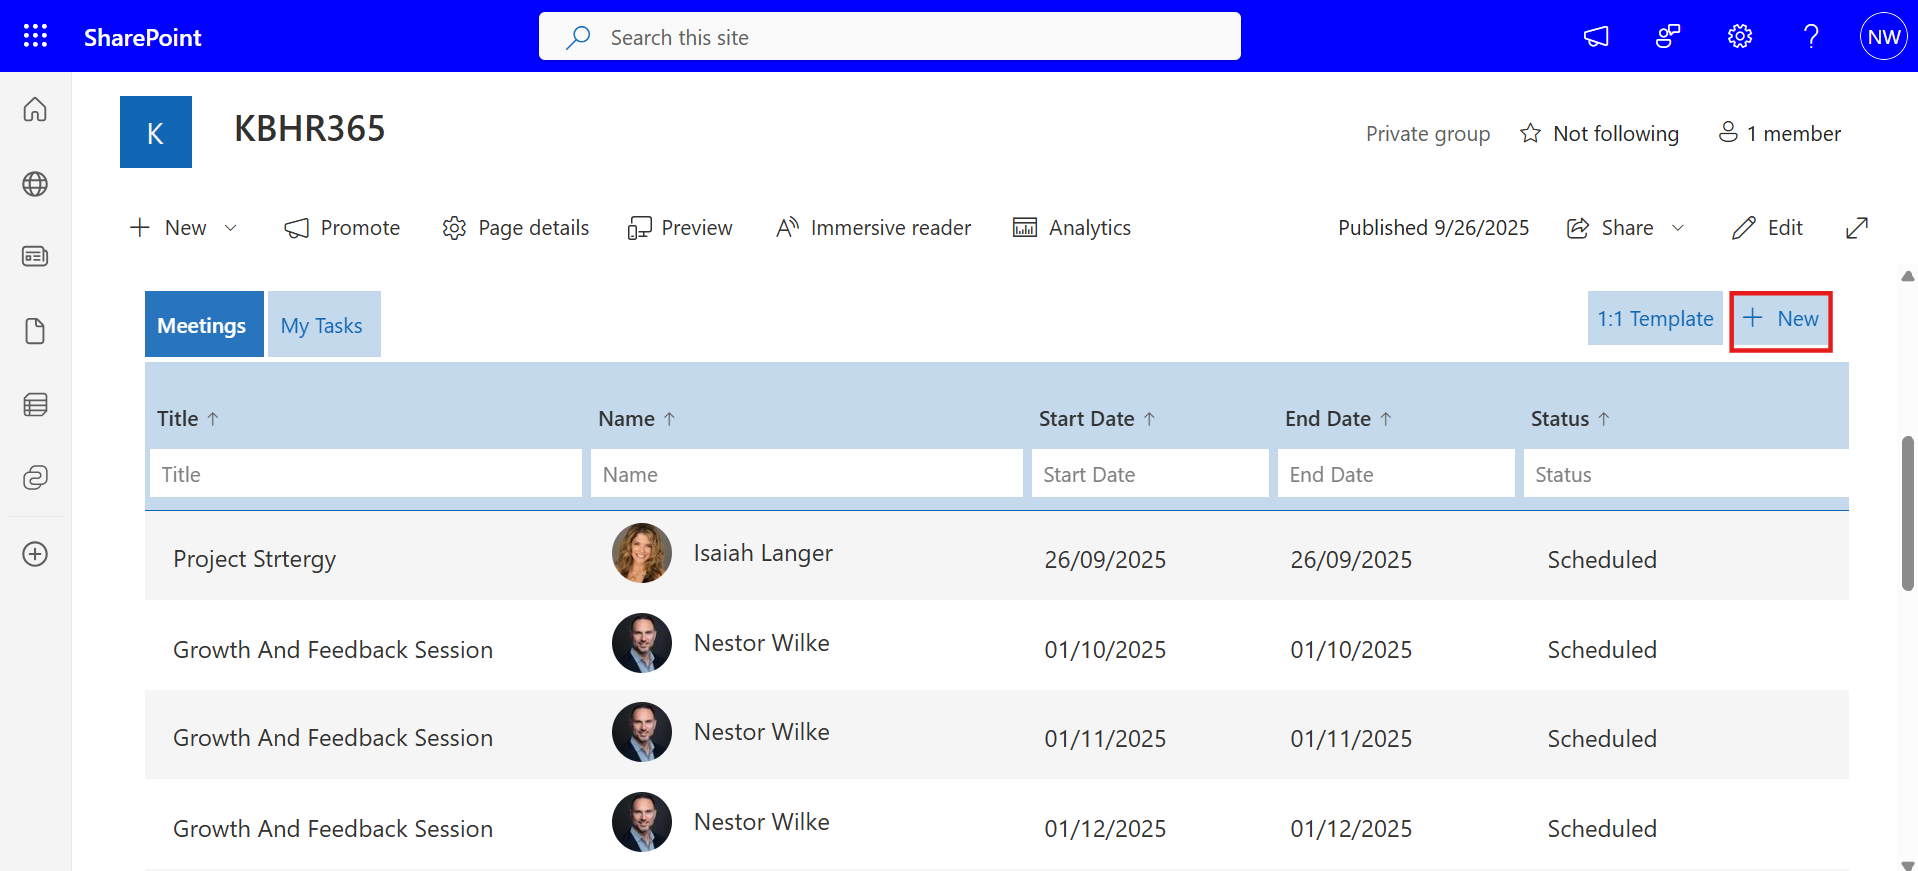 SharePoint
Search this site
NW
K
KBHR365
Private group
Not following
1 member
New
Promote
Page details
Preview
Immersive reader
Analytics
Published 9/26/2025
Share
Edit
Meetings
My Tasks
1:1 Template
+ New
Title ↑ Name ↑ Start Date ↑ End Date ↑ Status ↑
Title Name Start Date End Date Status
Project Strtergy Isaiah Langer 26/09/2025 26/09/2025 Scheduled
Growth And Feedback Session Nestor Wilke 01/10/2025 01/10/2025 Scheduled
Growth And Feedback Session Nestor Wilke 01/11/2025 01/11/2025 Scheduled
Growth And Feedback Session Nestor Wilke 01/12/2025 01/12/2025 Scheduled